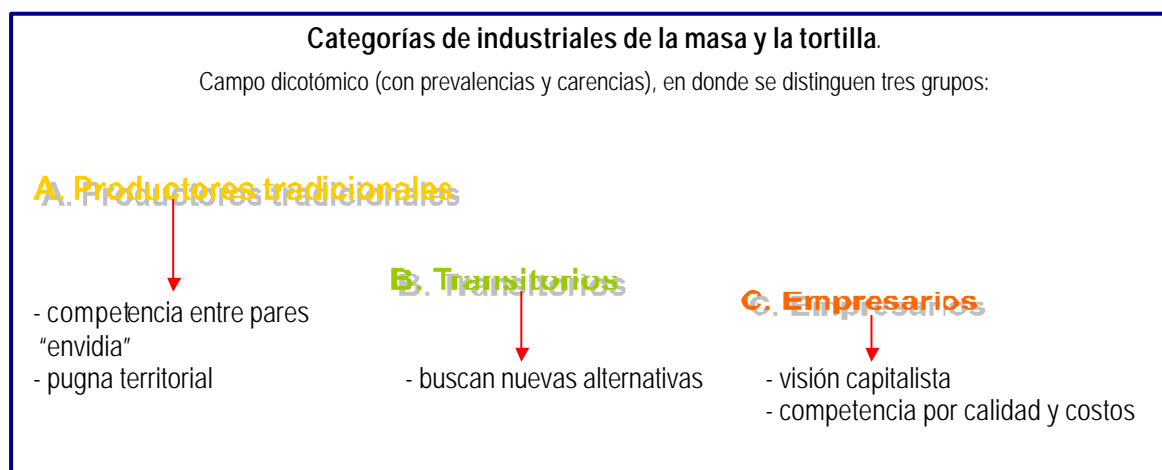 Categorías de industriales de la masa y la tortilla.
Campo dicotómico (con prevalencias y carencias), en donde se distinguen tres grupos:
A. Productores tradicionales
- competencia entre pares
“envidia”
- pugna territorial
B. Transitorios
- buscan nuevas alternativas
C. Empresarios
- visión capitalista
- competencia por calidad y costos